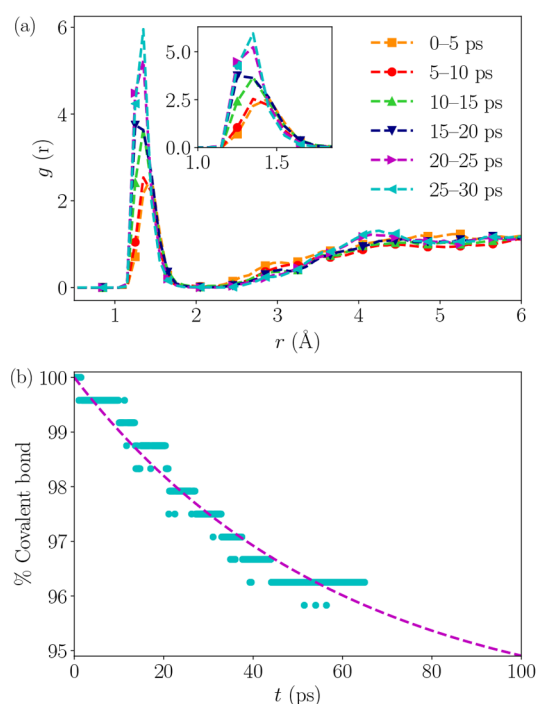 (a)
6
4
2
0
g (r)
5.0
2.5
0.0
1.0
1.5
0–5 ps
5–10 ps
10–15 ps
15–20 ps
20–25 ps
25–30 ps
1 2 3 4 5 6
r (Å)
(b)
100
99
98
97
96
95
% Covalent bond
0 20 40 60 80 100
t (ps)